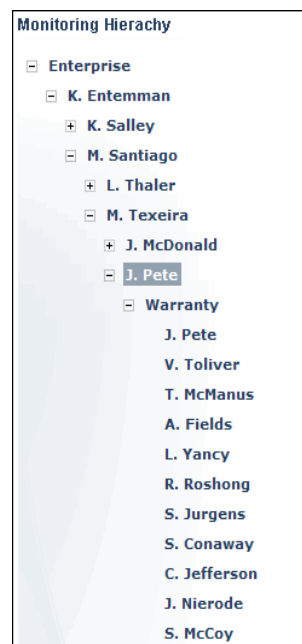 Monitoring Hierachy
Enterprise
K. Entemman
K. Salley
M. Santiago
L. Thaler
M. Texeira
J. McDonald
J. Pete
Warranty
J. Pete
V. Toliver
T. McManus
A. Fields
L. Yancy
R. Roshong
S. Jurgens
S. Conaway
C. Jefferson
J. Nierode
S. McCoy